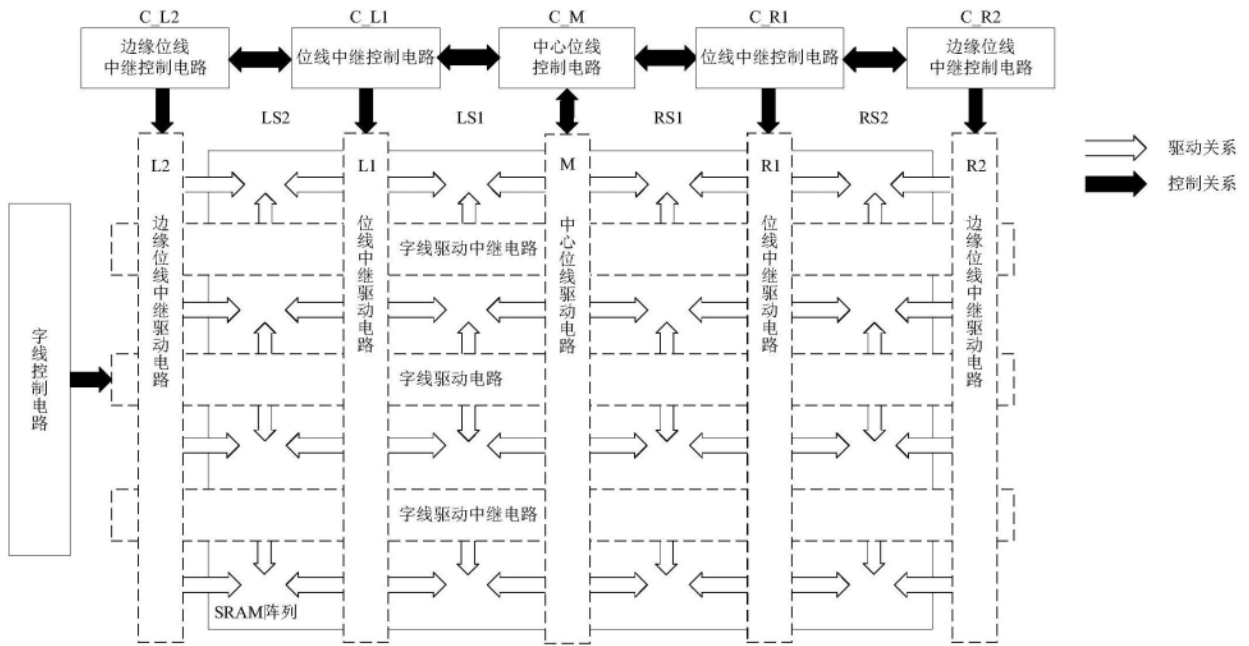 C_L2
C_L1
C_M
C_R1
C_R2
边缘位线
中继控制电路
位线中继控制电路
中心位线
控制电路
位线中继控制电路
边缘位线
中继控制电路
LS2
LS1
RS1
RS2
驱动关系
控制关系
L2
L1
M
R1
R2
边缘位线中继驱动电路
位线中继驱动电路
中心位线驱动电路
位线中继驱动电路
边缘位线中继驱动电路
字线驱动中继电路
字线控制电路
字线驱动电路
字线驱动中继电路
SRAM阵列